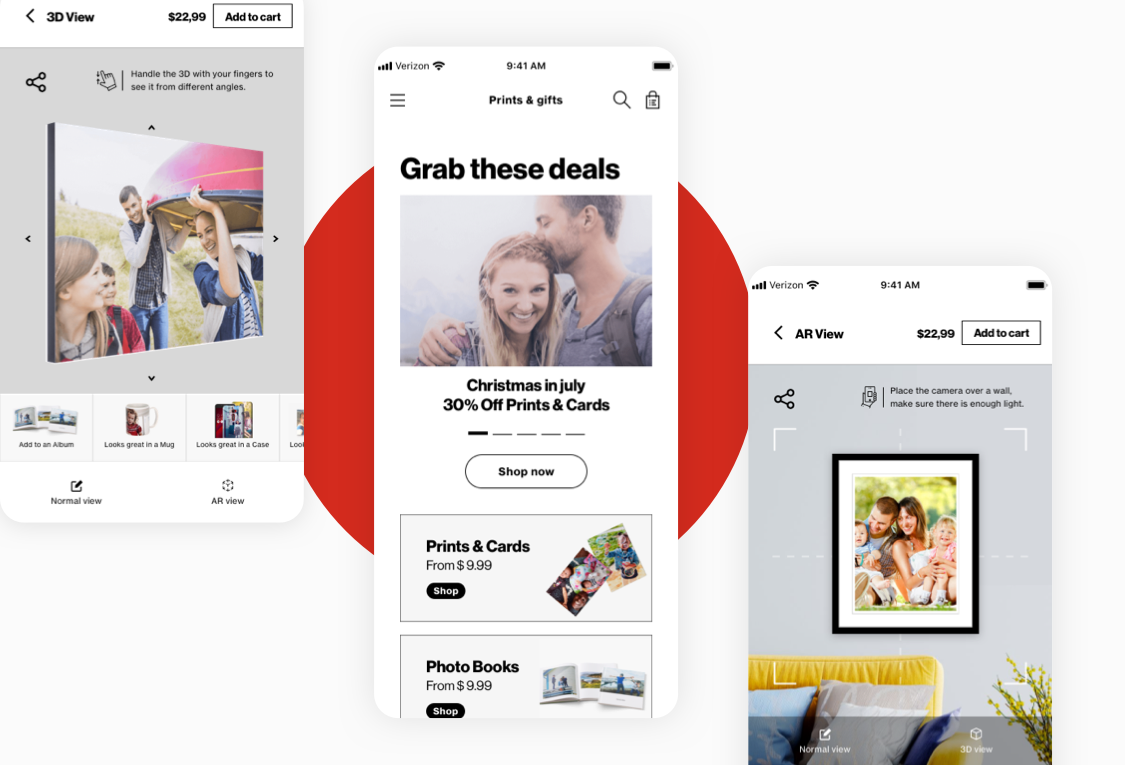 3D View
$22,99
Add to cart
Handle the 3D with your fingers to
see it from different angles.
Add to an Album
Looks great in a Mug
Looks great in a Case
Normal view
AR view
Verizon
9:41 AM
Prints & gifts
Grab these deals
Christmas in july
30% Off Prints & Cards
Shop now
Prints & Cards
From $ 9.99
Shop
Photo Books
From $ 9.99
Shop
Verizon
9:41 AM
AR View
$22,99
Add to cart
Place the camera over a wall,
make sure there is enough light.
Normal view
3D view